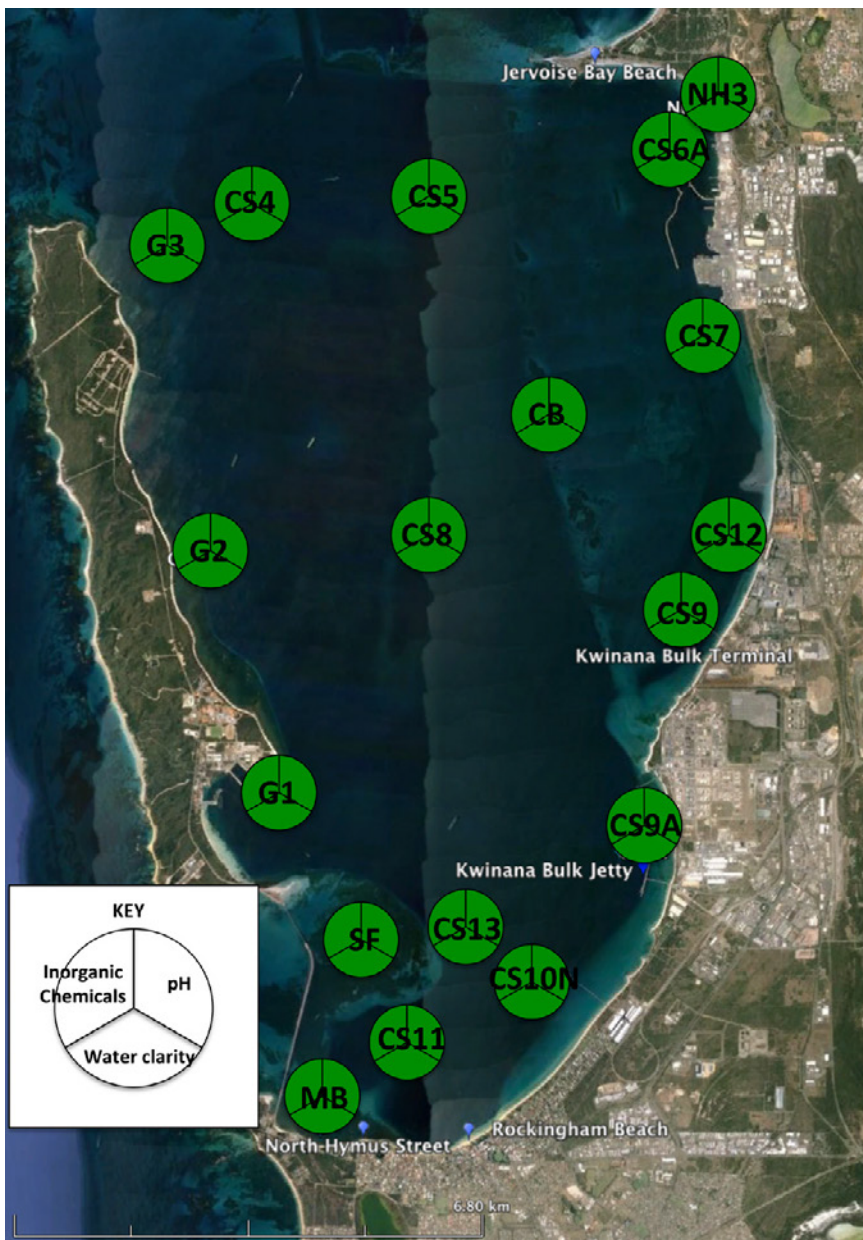 Jervoise Bay Beach
NH3
N
CS6A
CS4
CS5
G3
CS7
CB
G2
CS8
CS12
CS9
Kwinana Bulk Terminal
G1
CS9A
Kwinana Bulk Jetty
KEY
Inorganic
Chemicals
pH
Water clarity
SF
CS13
CS10N
CS11
MB
North Hymus Street
Rockingham Beach
6.80 km